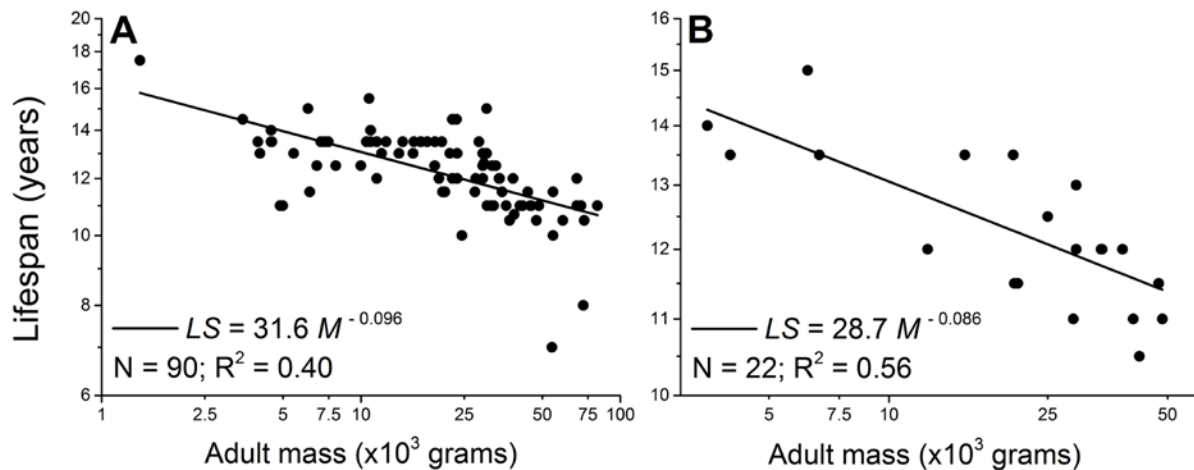 A
Lifespan (years)
20
18
16
14
12
10
8
6
LS = 31.6 M^-0.096
N = 90; R² = 0.40
1 2.5 5 7.5 10 25 50 75 100
Adult mass (x10³ grams)
B
16
15
14
13
12
11
10
LS = 28.7 M^-0.086
N = 22; R² = 0.56
5 7.5 10 25 50
Adult mass (x10³ grams)